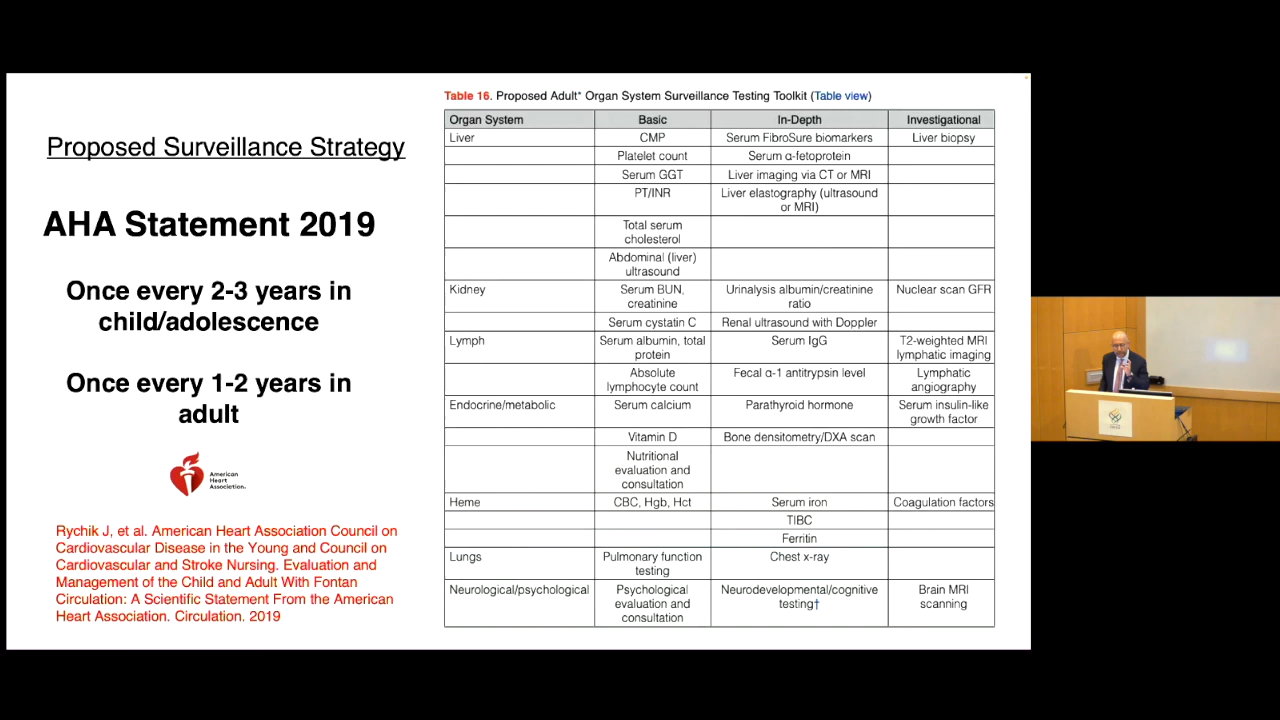 Proposed Surveillance Strategy
AHA Statement 2019
Once every 2-3 years in
child/adolescence
Once every 1-2 years in
adult
American
Heart
Association.
Rychik J, et al. American Heart Association Council on
Cardiovascular Disease in the Young and Council on
Cardiovascular and Stroke Nursing. Evaluation and
Management of the Child and Adult With Fontan
Circulation: A Scientific Statement From the American
Heart Association. Circulation. 2019
Table 16. Proposed Adult* Organ System Surveillance Testing Toolkit (Table view)
Organ System Basic In-Depth Investigational
Liver CMP Serum FibroSure biomarkers Liver biopsy
Platelet count Serum α-fetoprotein
Serum GGT Liver imaging via CT or MRI
PT/INR Liver elastography (ultrasound
or MRI)
Total serum
cholesterol
Abdominal (liver)
ultrasound
Kidney Serum BUN, Urinalysis albumin/creatinine Nuclear scan GFR
creatinine ratio
Serum cystatin C Renal ultrasound with Doppler
Lymph Serum albumin, total Serum IgG T2-weighted MRI
protein lymphatic imaging
Absolute Fecal α-1 antitrypsin level Lymphatic
lymphocyte count angiography
Endocrine/metabolic Serum calcium Parathyroid hormone Serum insulin-like
growth factor
Vitamin D Bone densitometry/DXA scan
Nutritional
evaluation and
consultation
Heme CBC, Hgb, Hct Serum iron Coagulation factors
TIBC
Ferritin
Lungs Pulmonary function Chest x-ray
testing
Neurological/psychological Psychological Neurodevelopmental/cognitive Brain MRI
evaluation and testing† scanning
consultation